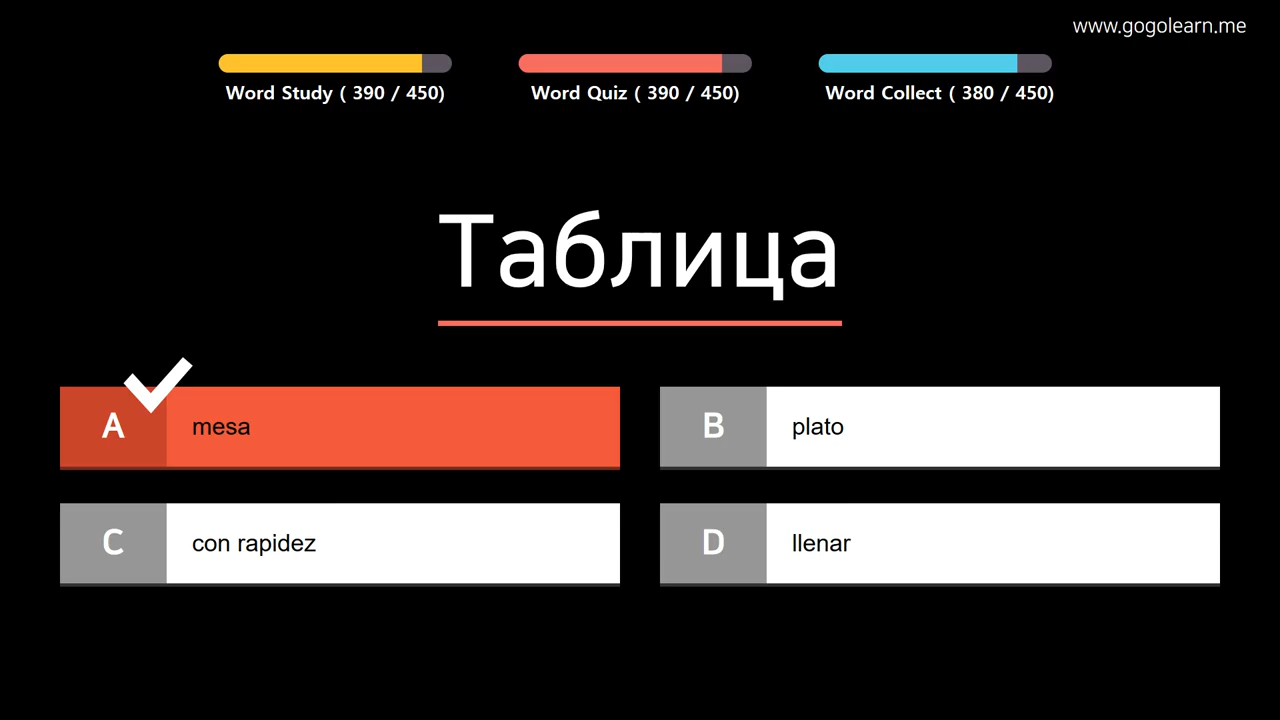 www.gogolearn.me
Word Study ( 390 / 450)
Word Quiz ( 390 / 450)
Word Collect ( 380 / 450)
Таблица
A mesa
B plato
C con rapidez
D llenar